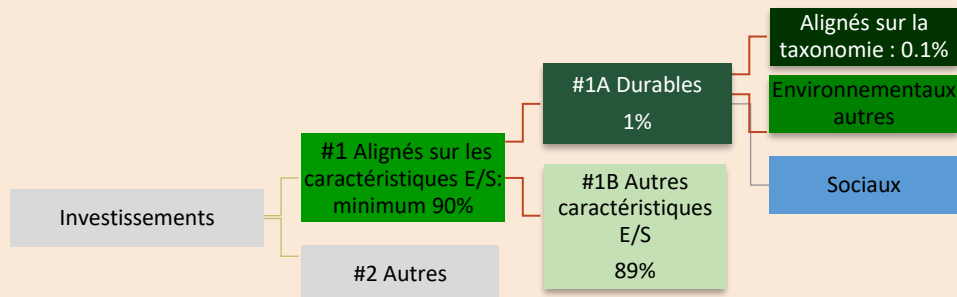 Investissements
#1 Alignés sur les
caractéristiques E/S:
minimum 90%
#2 Autres
#1A Durables
1%
#1B Autres
caractéristiques
E/S
89%
Alignés sur la
taxonomie : 0.1%
Environnementaux
autres
Sociaux